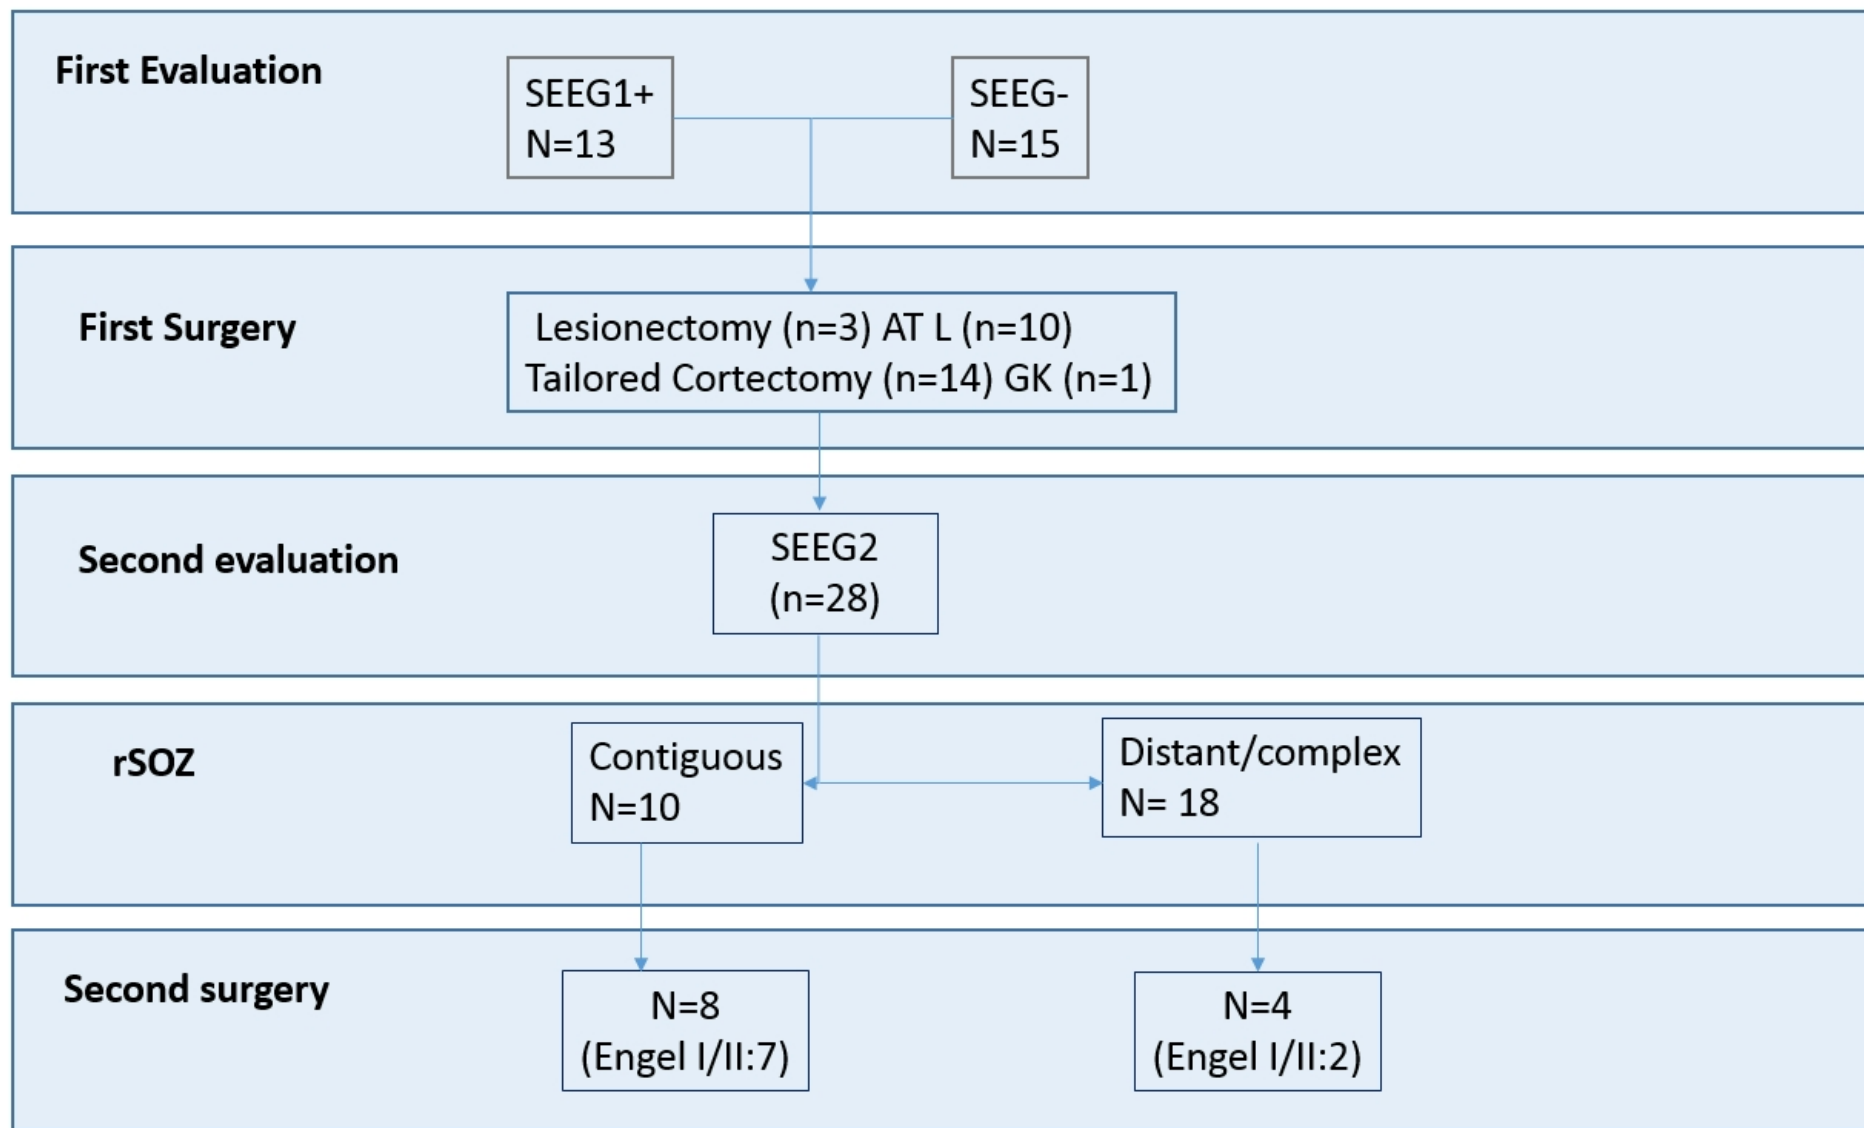 First Evaluation
SEEG1+
N=13
SEEG-
N=15
First Surgery
Lesionectomy (n=3) AT L (n=10)
Tailored Cortectomy (n=14) GK (n=1)
Second evaluation
SEEG2
(n=28)
rSOZ
Contiguous
N=10
Distant/complex
N= 18
Second surgery
N=8
(Engel I/II:7)
N=4
(Engel I/II:2)